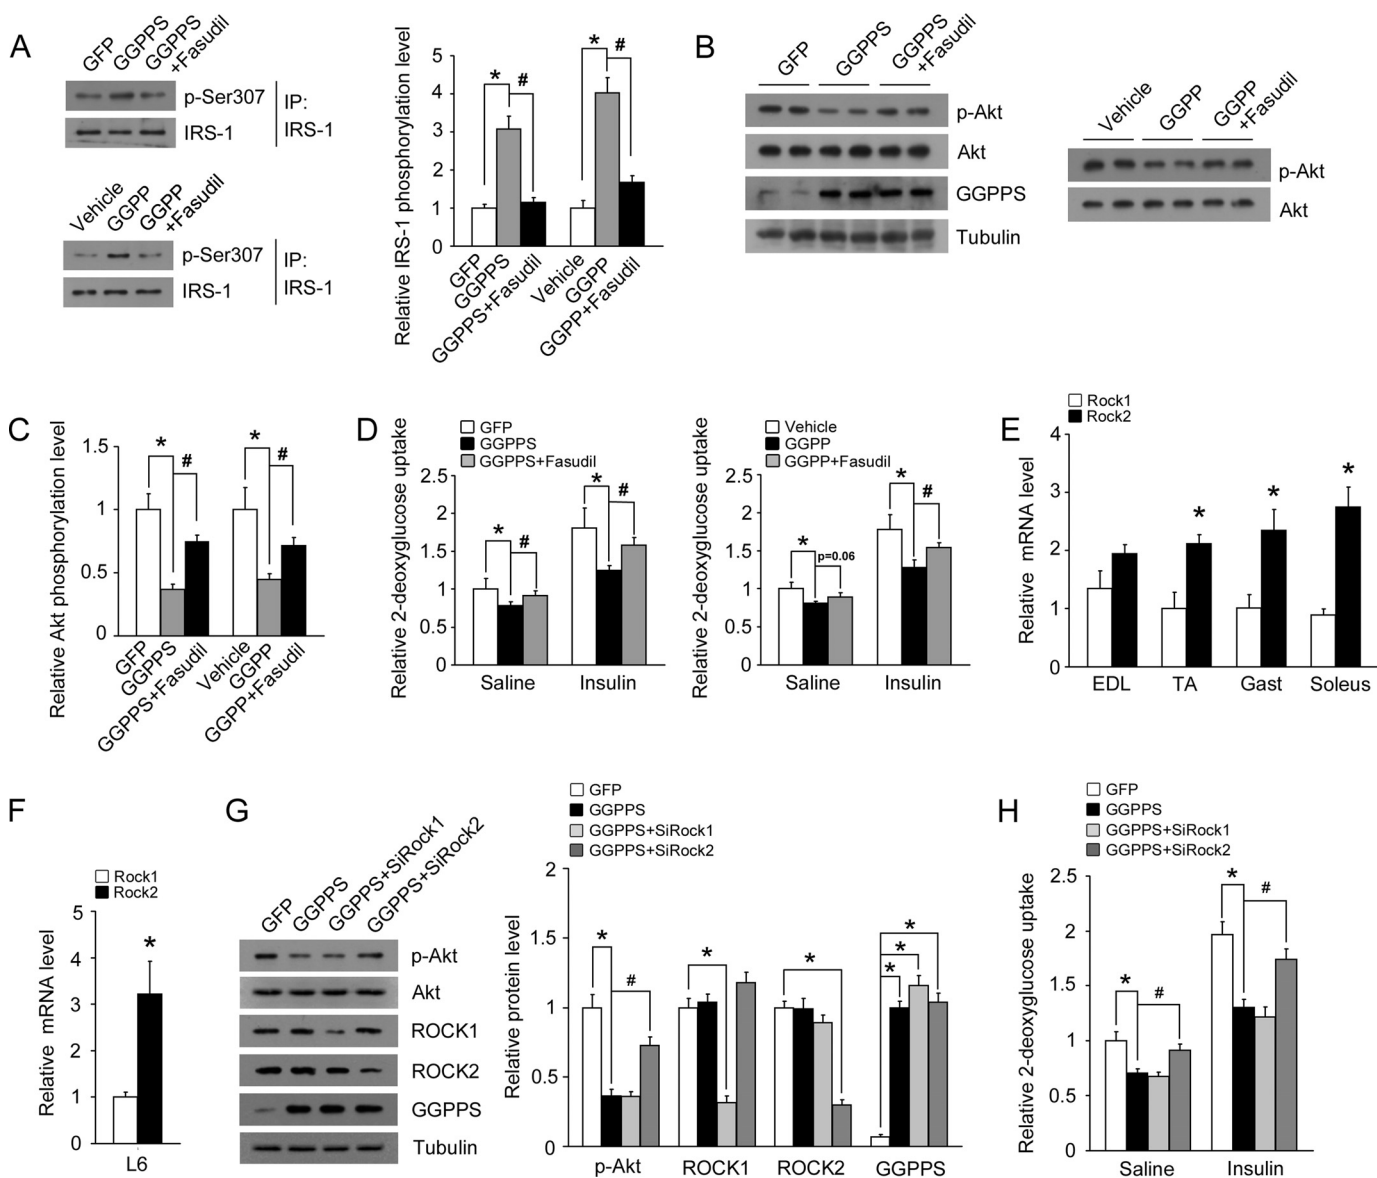 A
GFP
GGPPS
GGPPS
+Fasudil
p-Ser307
IRS-1
IP:
IRS-1
Vehicle
GGPP
GGPP
+Fasudil
p-Ser307
IRS-1
IP:
IRS-1
Relative IRS-1 phosphorylation level
5
4
3
2
1
0
*
#
*
#
GFP
GGPPS
GGPPS+Fasudil
Vehicle
GGPP
GGPP+Fasudil
B
GFP
GGPPS
GGPPS
+Fasudil
p-Akt
Akt
GGPPS
Tubulin
Vehicle
GGPP
GGPP
+Fasudil
p-Akt
Akt
C
Relative Akt phosphorylation level
1.5
1
0.5
0
*
#
*
#
GFP
GGPPS
GGPPS+Fasudil
Vehicle
GGPP
GGPP+Fasudil
D
GFP
GGPPS
GGPPS+Fasudil
Relative 2-deoxyglucose uptake
2.5
2
1.5
1
0.5
0
*
#
*
#
Saline
Insulin
Vehicle
GGPP
GGPP+Fasudil
Relative 2-deoxyglucose uptake
2.5
2
1.5
1
0.5
0
*
p=0.06
*
#
Saline
Insulin
E
Rock1
Rock2
Relative mRNA level
4
3
2
1
0
*
*
*
EDL
TA
Gast
Soleus
F
Rock1
Rock2
Relative mRNA level
5
4
3
2
1
0
*
L6
G
GFP
GGPPS
GGPPS+SiRock1
GGPPS+SiRock2
p-Akt
Akt
ROCK1
ROCK2
GGPPS
Tubulin
GFP
GGPPS
GGPPS+SiRock1
GGPPS+SiRock2
Relative protein level
2
1.5
1
0.5
0
*
#
*
*
*
*
*
p-Akt
ROCK1
ROCK2
GGPPS
H
GFP
GGPPS
GGPPS+SiRock1
GGPPS+SiRock2
Relative 2-deoxyglucose uptake
2.5
2
1.5
1
0.5
0
*
#
*
#
Saline
Insulin